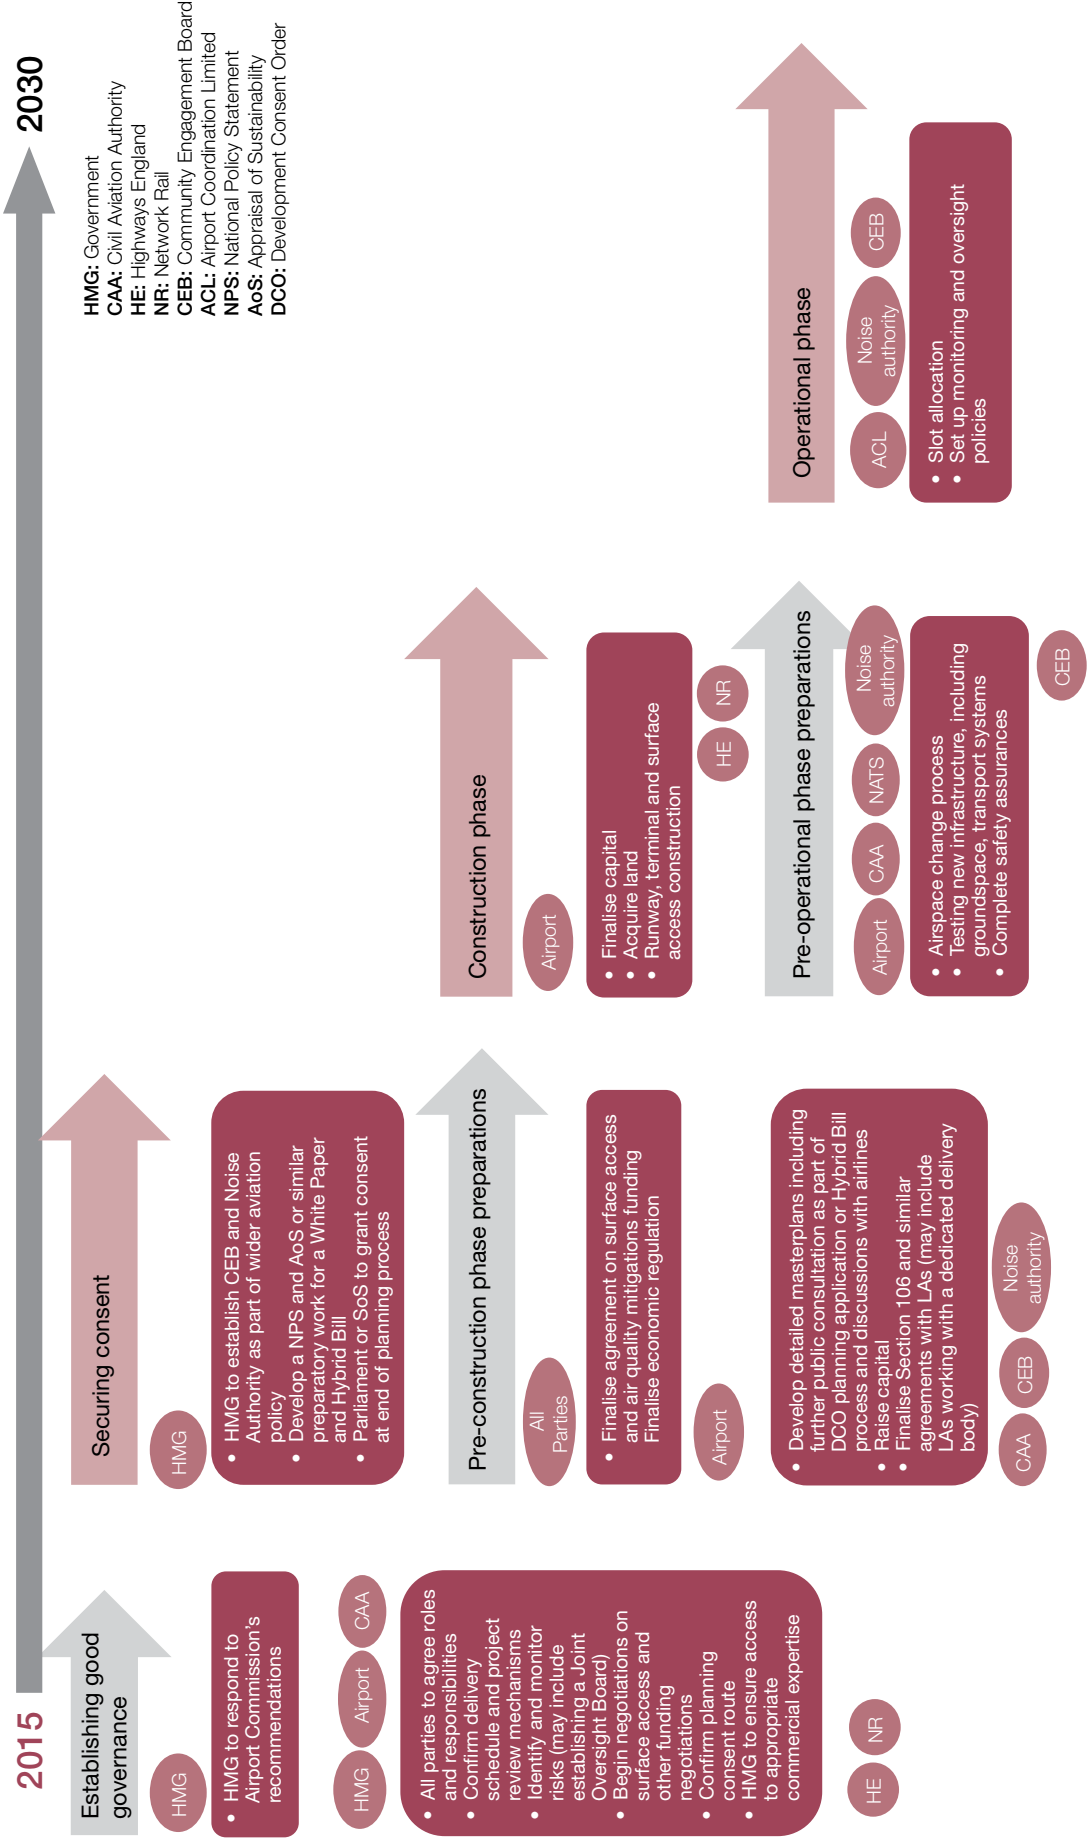 2015
2030
HMG: Government
CAA: Civil Aviation Authority
HE: Highways England
NR: Network Rail
CEB: Community Engagement Board
ACL: Airport Coordination Limited
NPS: National Policy Statement
AoS: Appraisal of Sustainability
DCO: Development Consent Order
Establishing good
governance
HMG
• HMG to respond to
Airport Commission’s
recommendations
HMG
Airport
CAA
• All parties to agree roles
and responsibilities
• Confirm delivery
schedule and project
review mechanisms
• Identify and monitor
risks (may include
establishing a Joint
Oversight Board)
• Begin negotiations on
surface access and
other funding
negotiations
• Confirm planning
consent route
• HMG to ensure access
to appropriate
commercial expertise
HE
NR
Securing consent
HMG
• HMG to establish CEB and Noise
Authority as part of wider aviation
policy
• Develop a NPS and AoS or similar
preparatory work for a White Paper
and Hybrid Bill
• Parliament or SoS to grant consent
at end of planning process
Pre-construction phase preparations
All
Parties
• Finalise agreement on surface access
and air quality mitigations funding
Finalise economic regulation
Airport
• Develop detailed masterplans including
further public consultation as part of
DCO planning application or Hybrid Bill
process and discussions with airlines
• Raise capital
• Finalise Section 106 and similar
agreements with LAs (may include
LAs working with a dedicated delivery
body)
CAA
CEB
Noise
authority
Construction phase
Airport
• Finalise capital
• Acquire land
• Runway, terminal and surface
access construction
HE
NR
Pre-operational phase preparations
Airport
CAA
NATS
Noise
authority
• Airspace change process
• Testing new infrastructure, including
groundspace, transport systems
• Complete safety assurances
CEB
Operational phase
ACL
Noise
authority
CEB
• Slot allocation
• Set up monitoring and oversight
policies